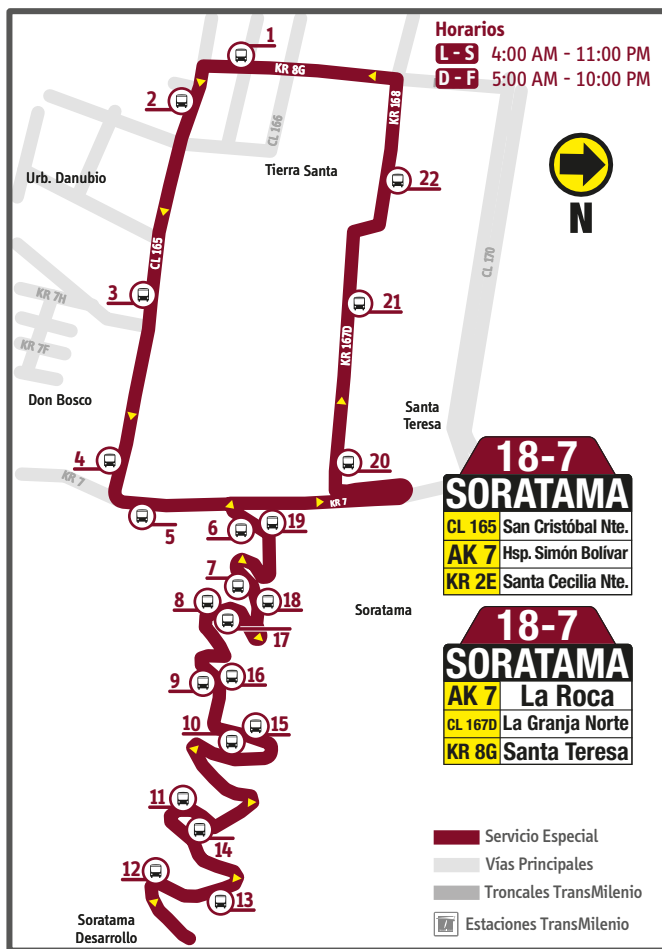 Horarios
L - S 4:00 AM - 11:00 PM
D - F 5:00 AM - 10:00 PM
1
KR 8G
2
KR 168
CL 166
Tierra Santa
22
Urb. Danubio
N
CL 165
CL 170
3
KR 7H
21
KR 7F
KR 167D
Don Bosco
Santa
Teresa
4
20
KR 7
KR 7
5
6
19
7
8
18
17
Soratama
9
16
10
15
11
14
12
13
Soratama
Desarrollo
18-7
SORATAMA
CL 165 San Cristóbal Nte.
AK 7 Hsp. Simón Bolívar
KR 2E Santa Cecilia Nte.
18-7
SORATAMA
AK 7 La Roca
CL 167D La Granja Norte
KR 8G Santa Teresa
Servicio Especial
Vías Principales
Troncales TransMilenio
Estaciones TransMilenio